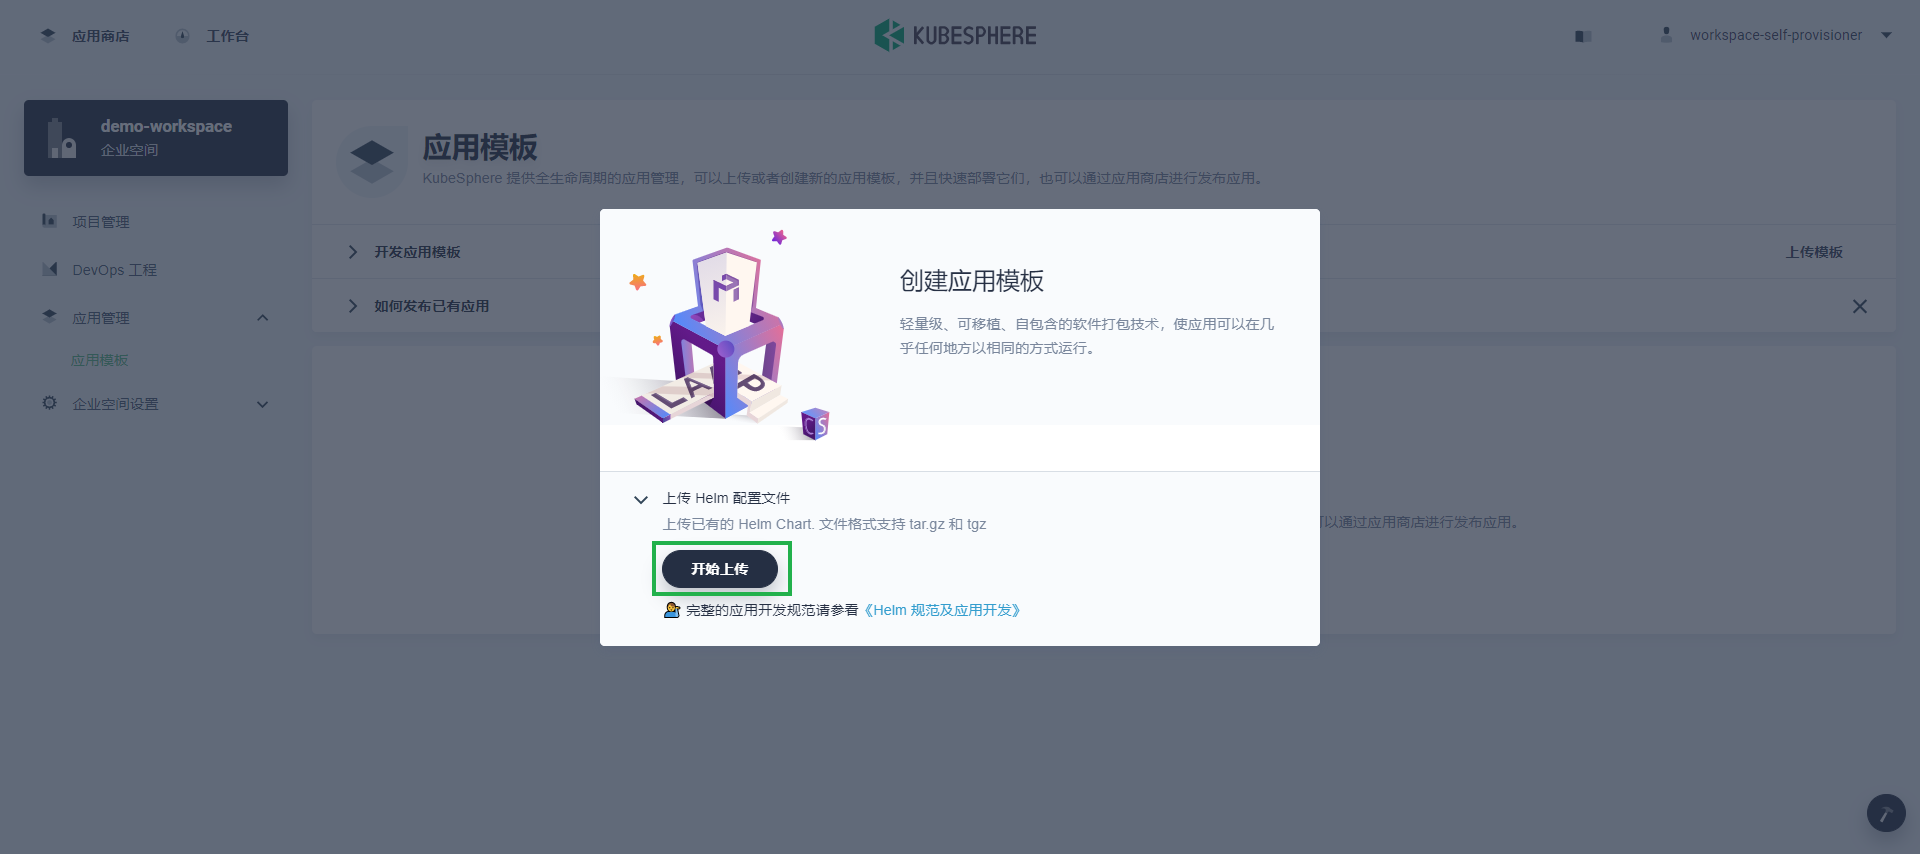 应用商店
工作台
KUBESPHERE
workspace-self-provisioner
demo-workspace
企业空间
项目管理
DevOps 工程
应用管理
应用模板
企业空间设置
应用模板
KubeSphere 提供全生命周期的应用管理，可以上传或者创建新的应用模板，并且快速部署它们，也可以通过应用商店进行发布应用。
开发应用模板
上传模板
如何发布已有应用
创建应用模板
轻量级、可移植、自包含的软件打包技术，使应用可以在几
乎任何地方以相同的方式运行。
LAP
CS
上传 Helm 配置文件
上传已有的 Helm Chart. 文件格式支持 tar.gz 和 tgz
开始上传
完整的应用开发规范请参看《Helm 规范及应用开发》
可以通过应用商店进行发布应用。